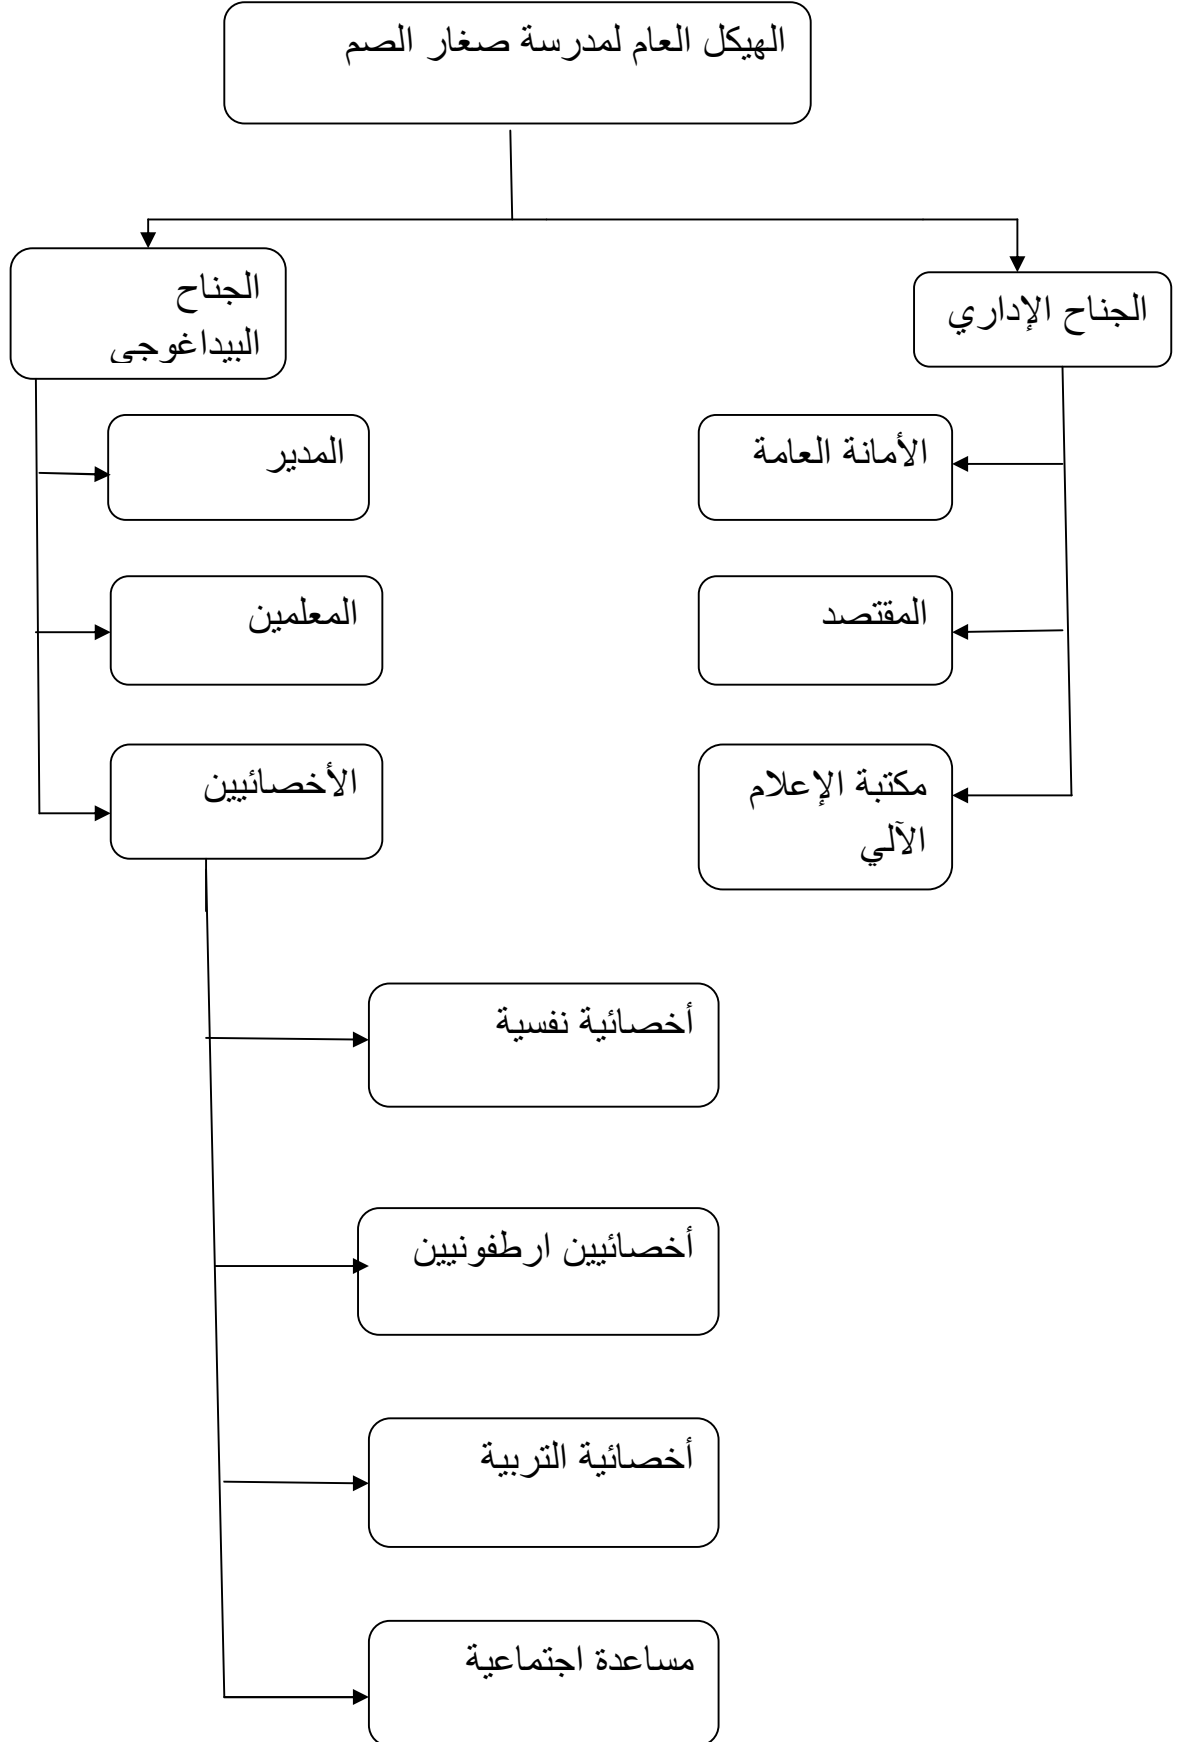 الهيكل العام لمدرسة صغار الصم
الجناح الإداري
الجناح
البيداغوجي
الأمانة العامة
المدير
المقتصد
المعلمين
مكتبة الإعلام
الآلي
الأخصائيين
أخصائية نفسية
أخصائيين ارطفونيين
أخصائية التربية
مساعدة اجتماعية